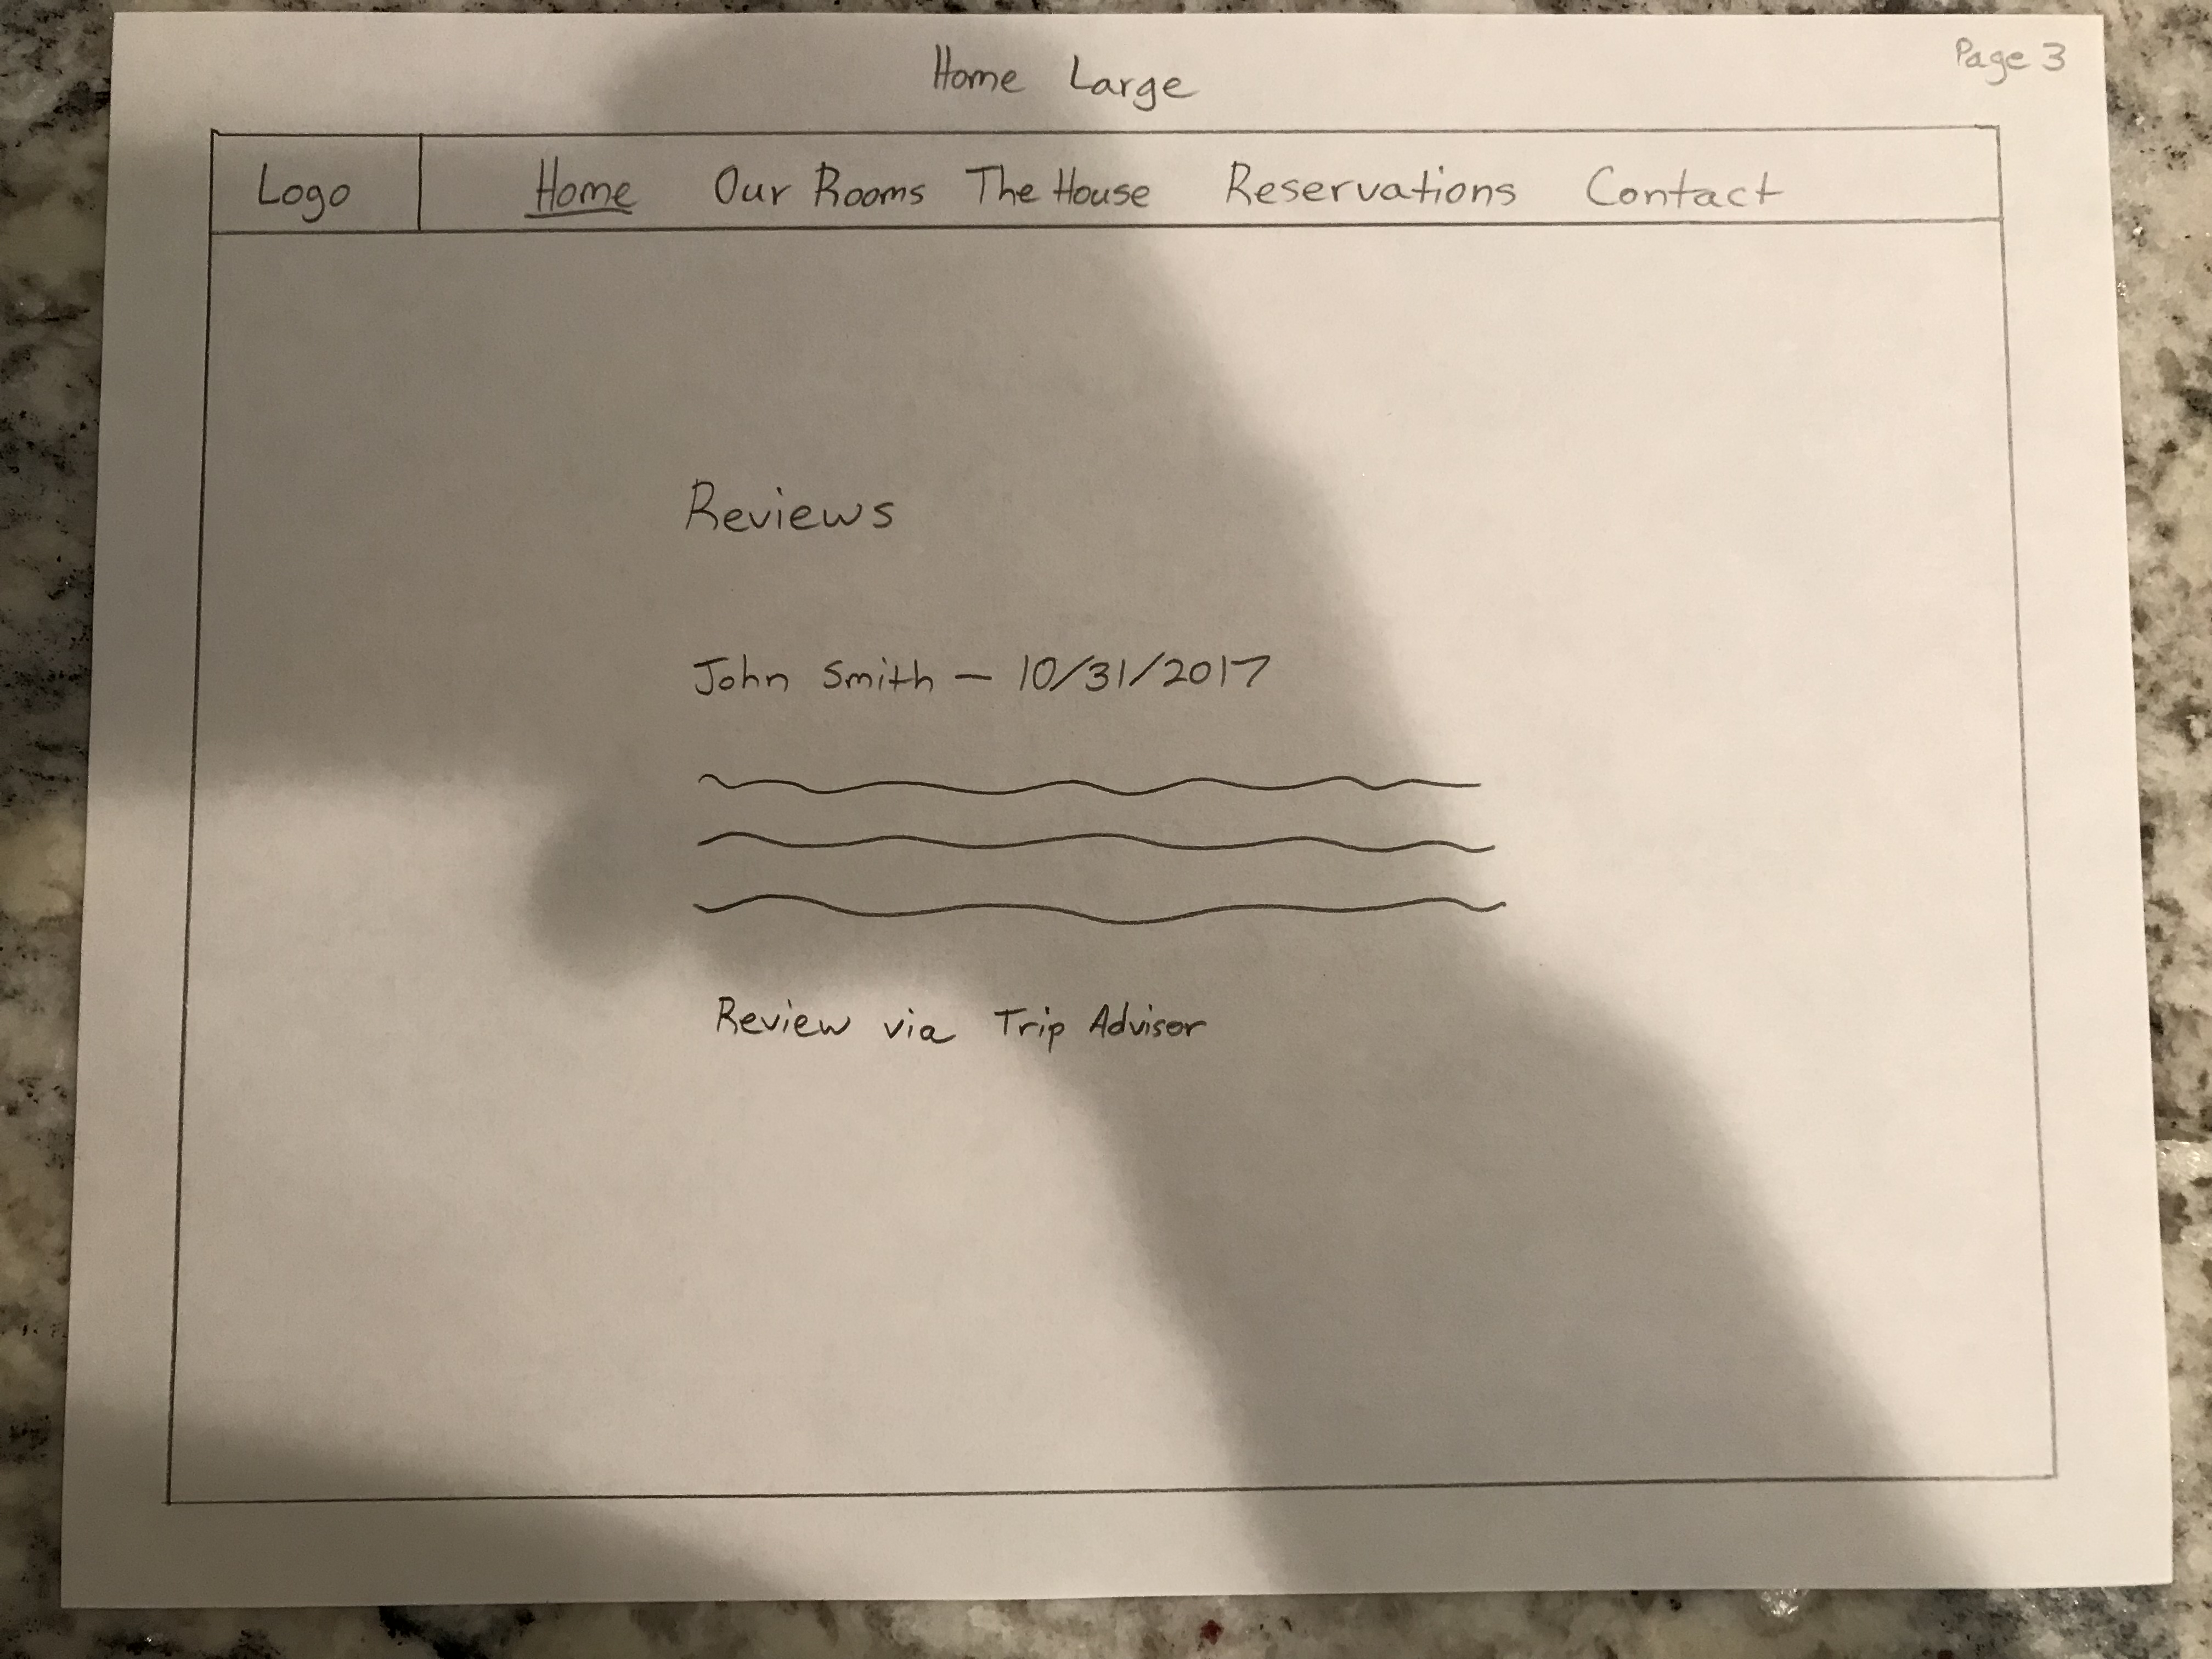 Home Large
Page 3
Logo
Home Our Rooms The House Reservations Contact
Reviews
John Smith — 10/31/2017
Review via Trip Advisor